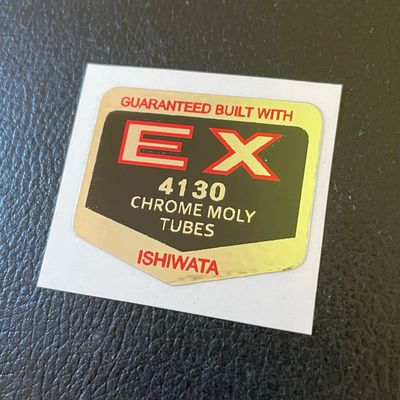 GUARANTEED BUILT WITH
EX
4130
CHROME MOLY
TUBES
ISHIWATA